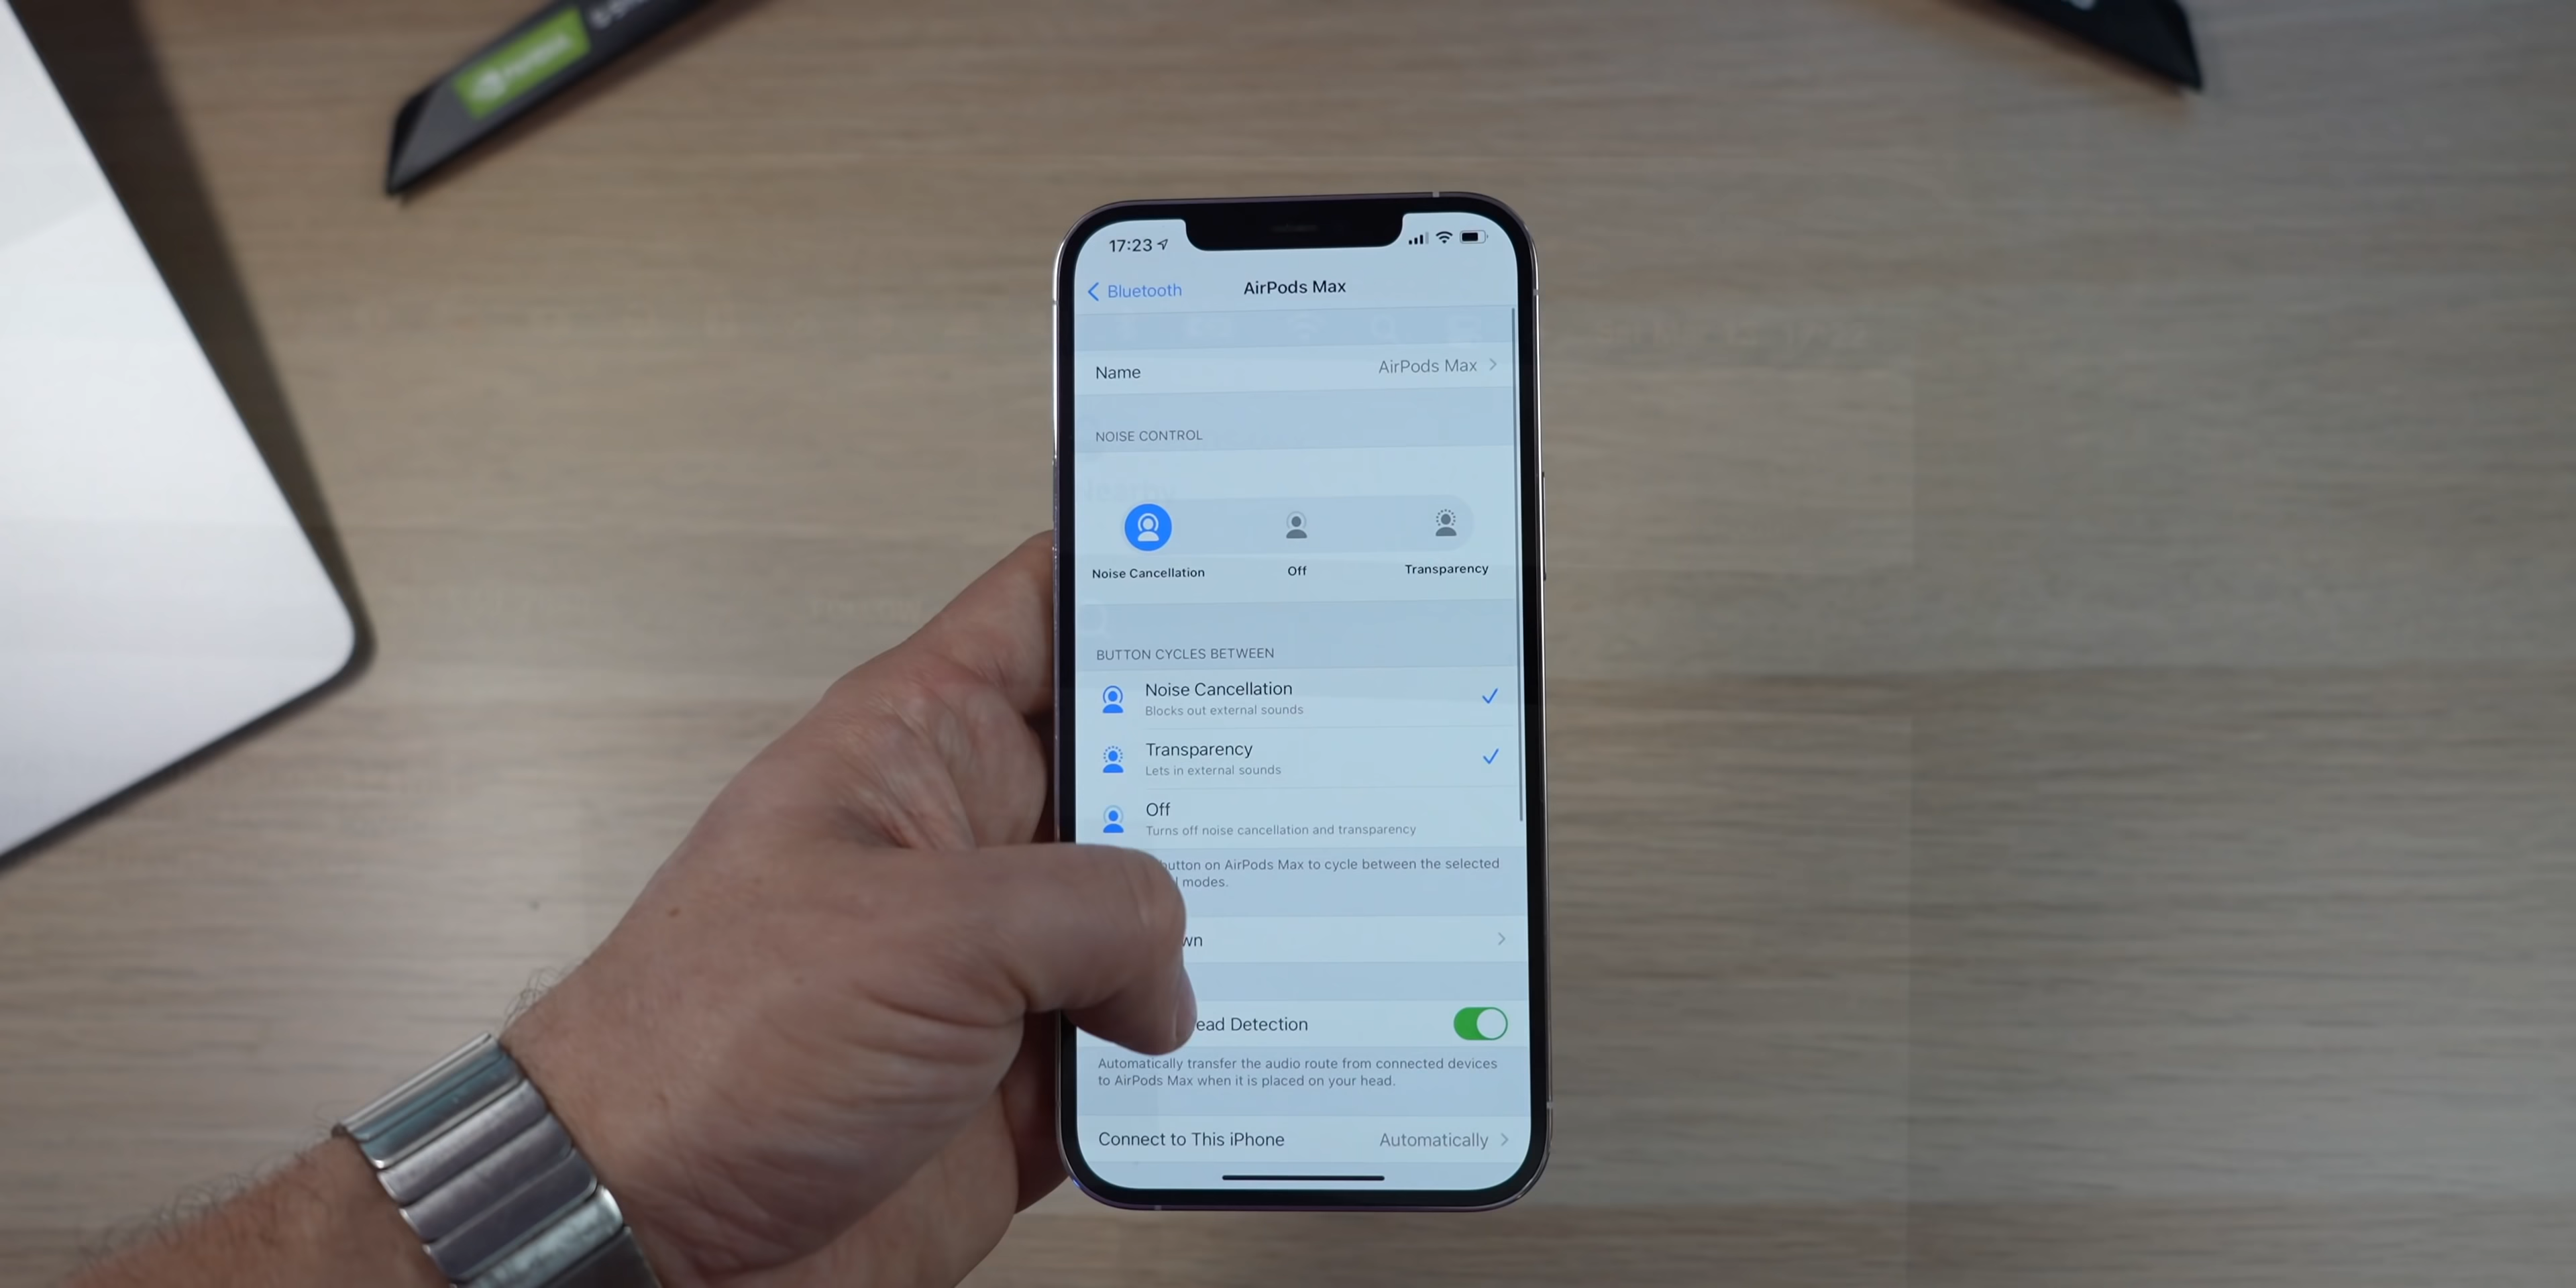 17:23
Bluetooth
AirPods Max
Name
AirPods Max
NOISE CONTROL
Noise Cancellation
Off
Transparency
BUTTON CYCLES BETWEEN
Noise Cancellation
Blocks out external sounds
Transparency
Lets in external sounds
Off
Turns off noise cancellation and transparency
button on AirPods Max to cycle between the selected
modes.
wn
ead Detection
Automatically transfer the audio route from connected devices
to AirPods Max when it is placed on your head.
Connect to This iPhone
Automatically